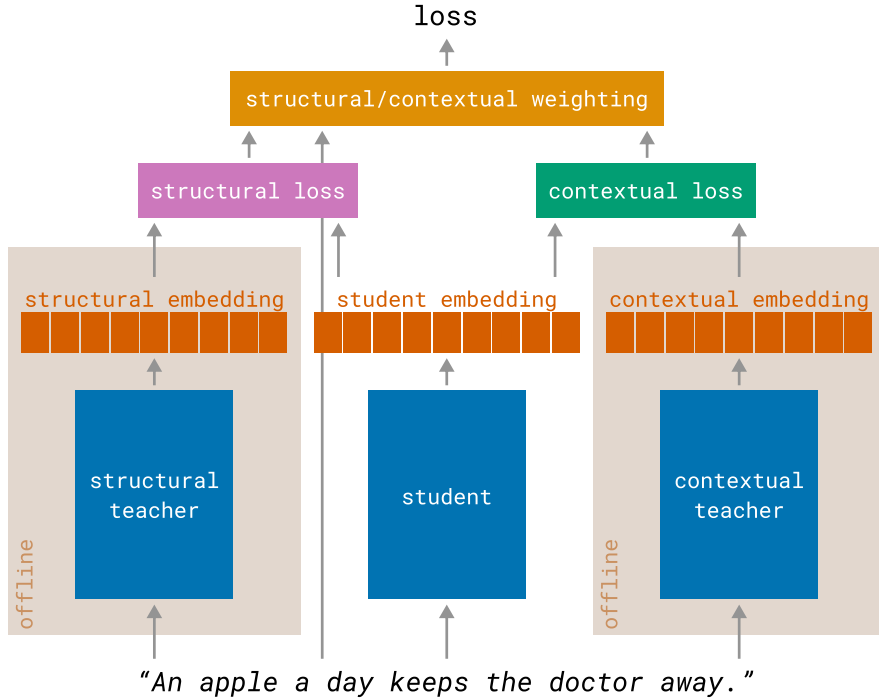 loss
structural/contextual weighting
structural loss
contextual loss
structural embedding
student embedding
contextual embedding
structural
teacher
student
contextual
teacher
offline
offline
“An apple a day keeps the doctor away.”